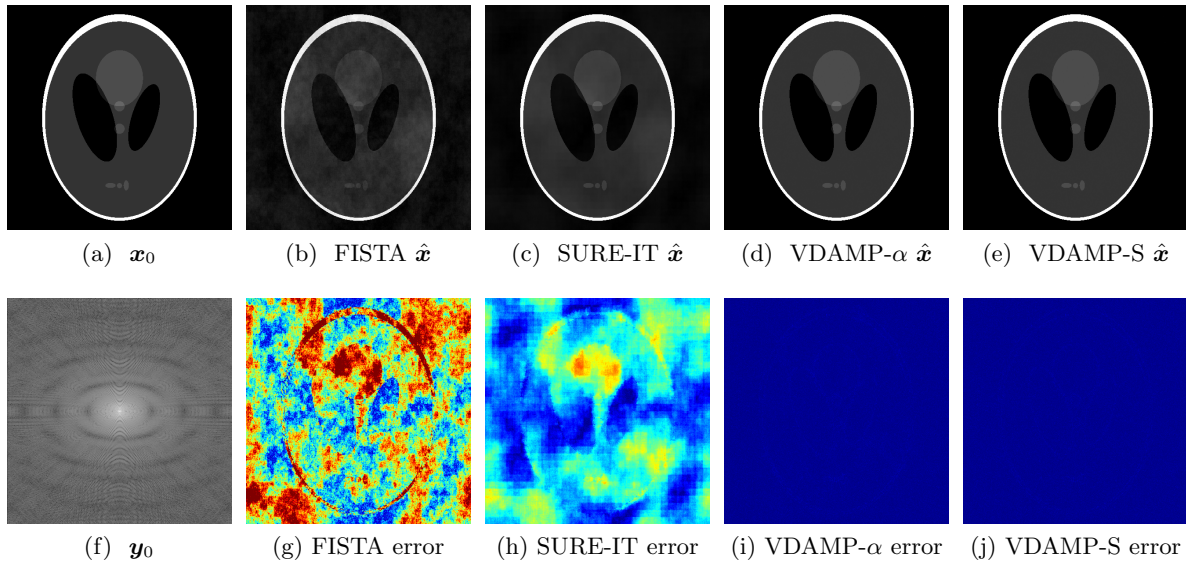 (a) x₀
(b) FISTA x̂
(c) SURE-IT x̂
(d) VDAMP-α x̂
(e) VDAMP-S x̂
(f) y₀
(g) FISTA error
(h) SURE-IT error
(i) VDAMP-α error
(j) VDAMP-S error